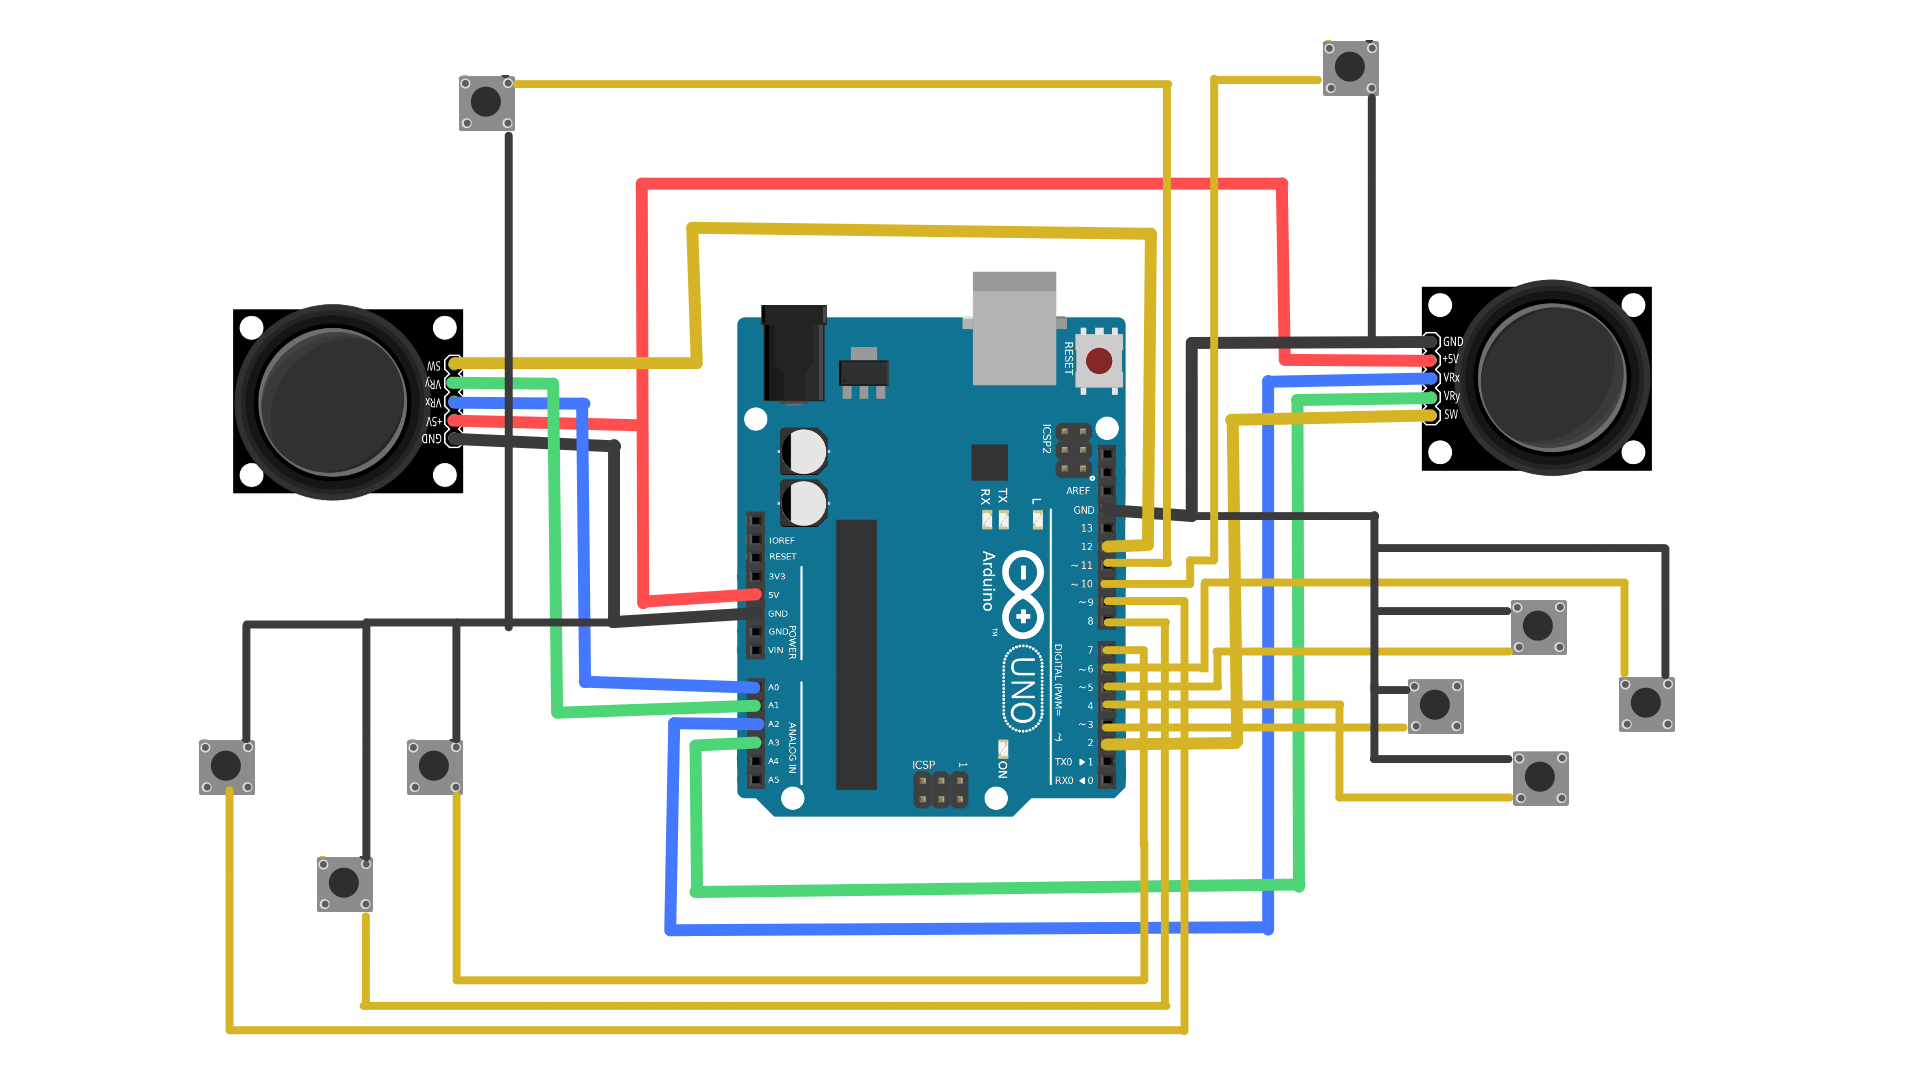 SW
VRy
VRx
+5V
GND
GND
+5V
VRx
VRy
SW
RESET
ICSP2
AREF
GND
13
12
~11
~10
~9
8
7
~6
~5
4
~3
2
TX0 ▶ 1
RX0 ◀ 0
RX
TX
L
IOREF
RESET
3V3
5V
GND
GND
VIN
POWER
A0
A1
A2
A3
A4
A5
ANALOG IN
Arduino
TM
UNO
DIGITAL (PWM= ~)
ON
ICSP
1